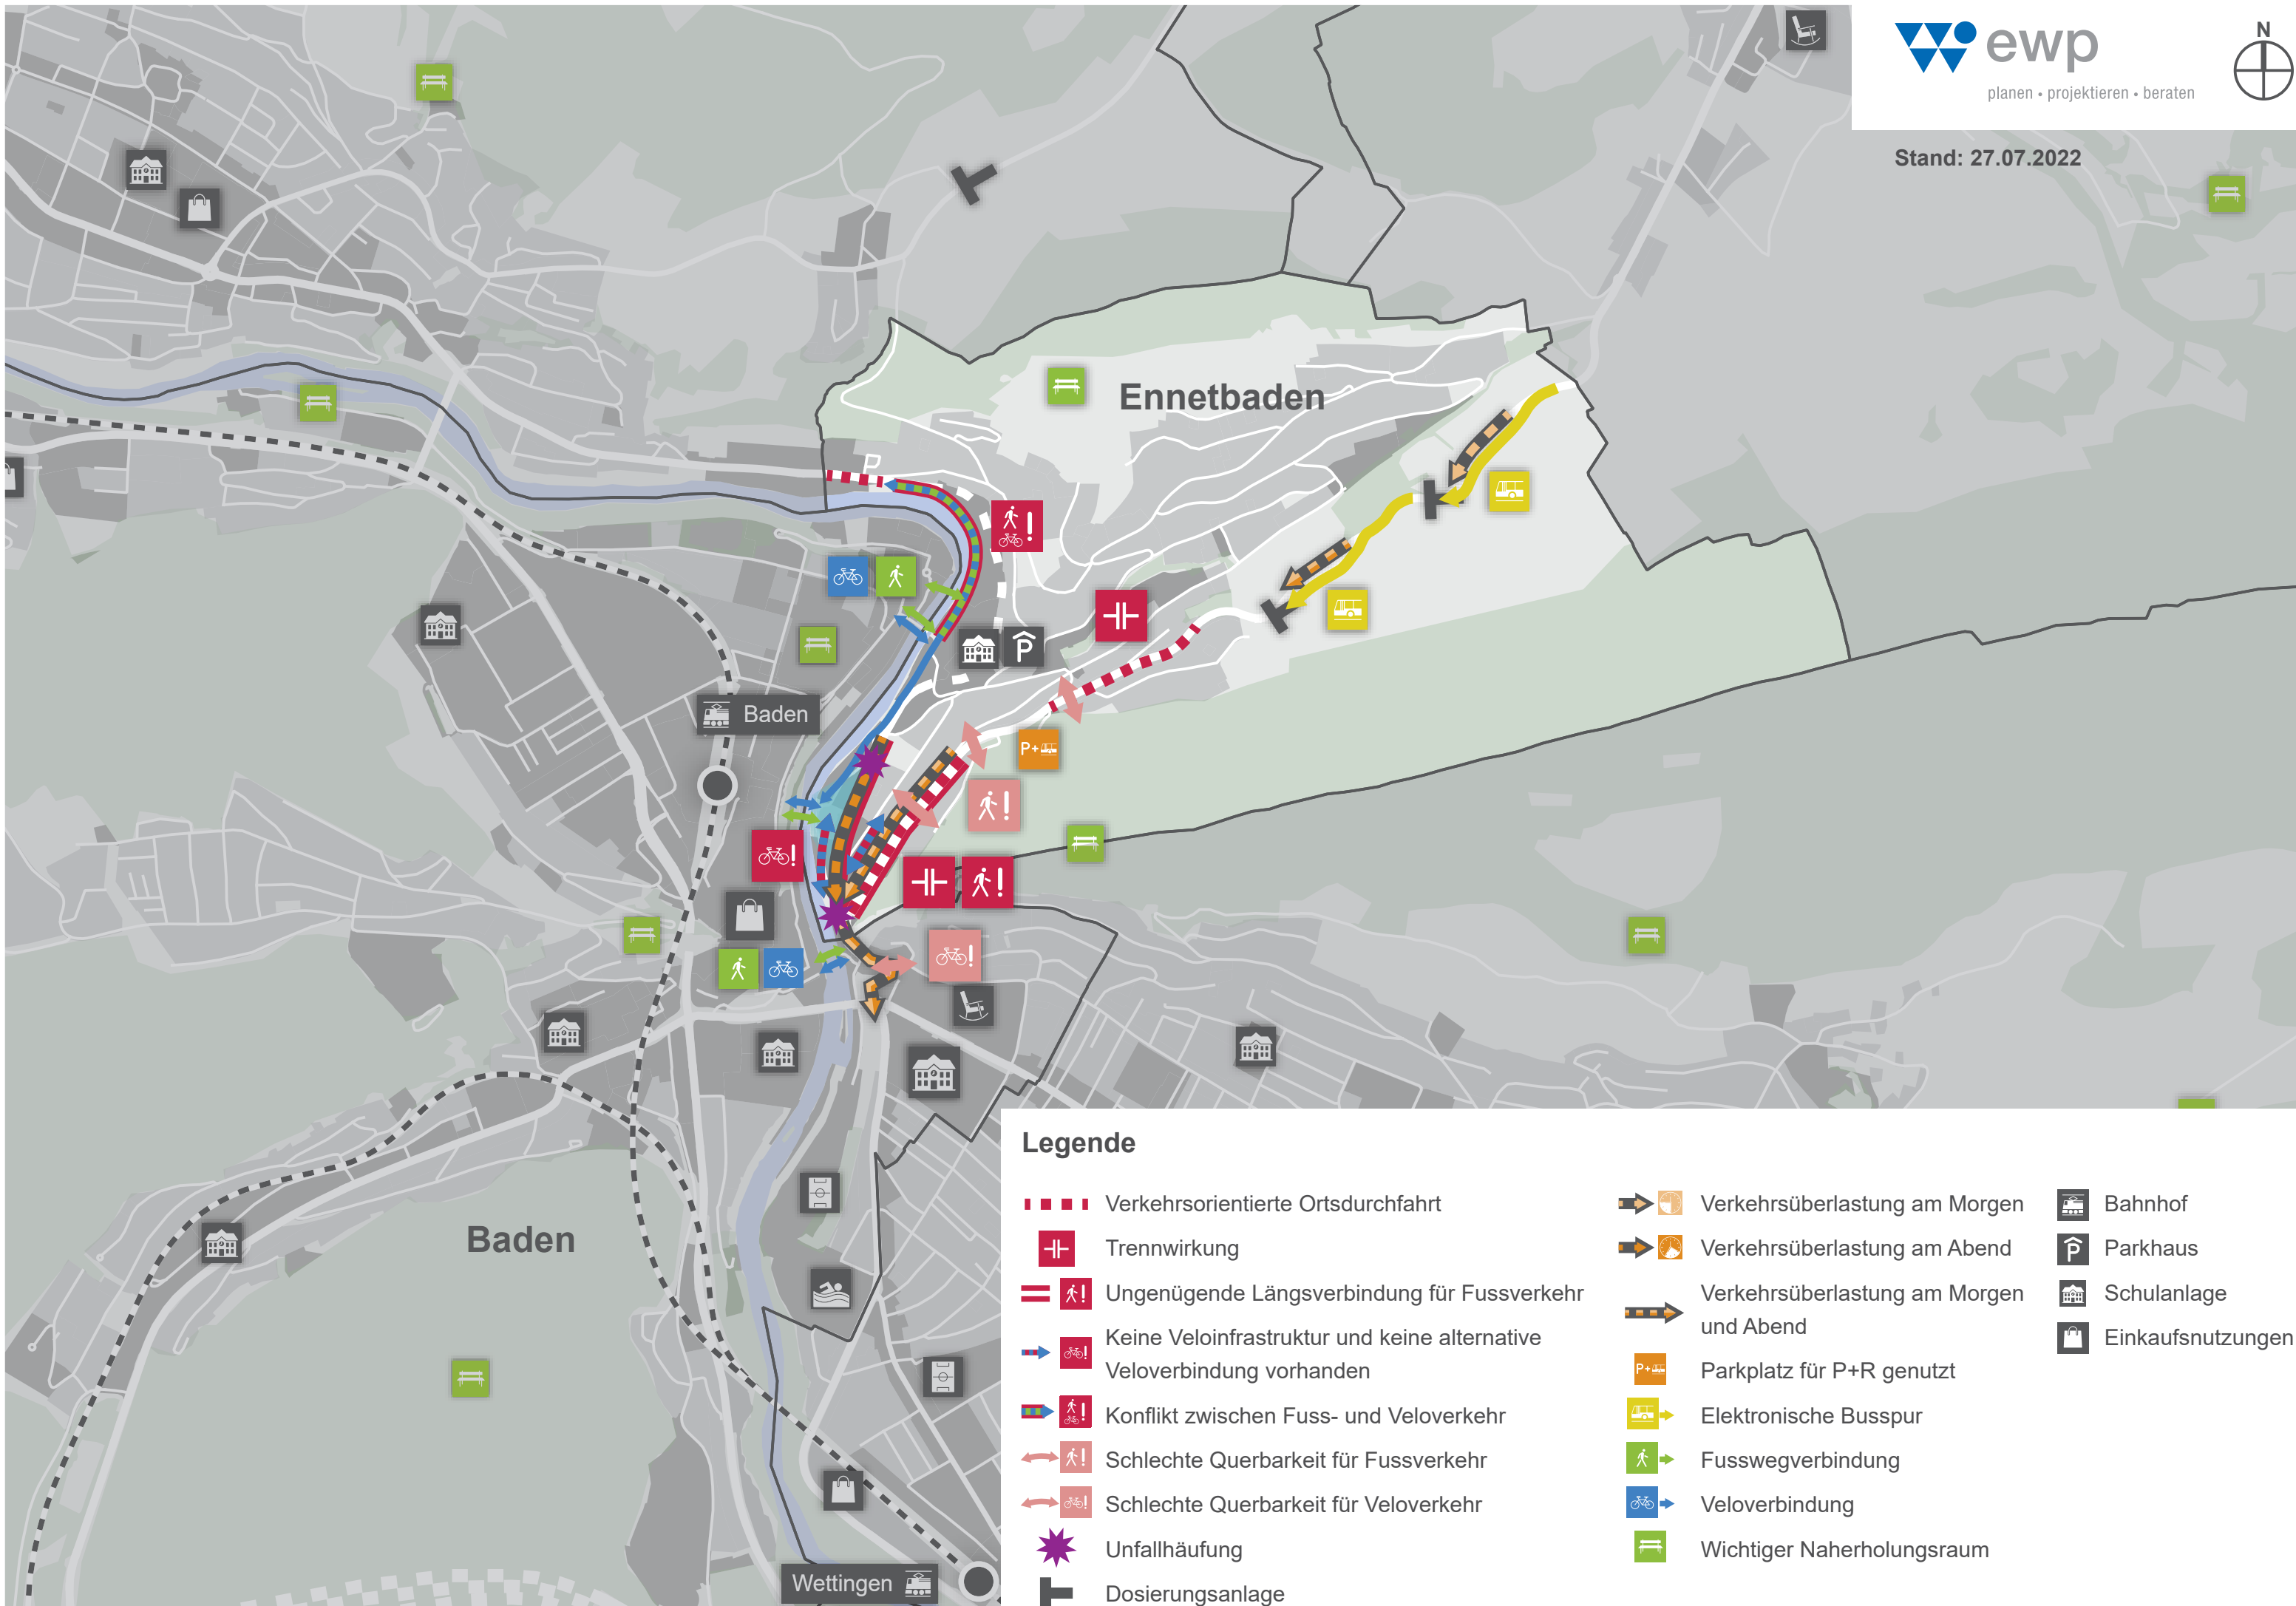 ewp
planen • projektieren • beraten
N
Stand: 27.07.2022
Ennetbaden
P
Baden
P+
Baden
Wettingen
Legende
Verkehrsorientierte Ortsdurchfahrt
Trennwirkung
Ungenügende Längsverbindung für Fussverkehr
Keine Veloinfrastruktur und keine alternative
Veloverbindung vorhanden
Konflikt zwischen Fuss- und Veloverkehr
Schlechte Querbarkeit für Fussverkehr
Schlechte Querbarkeit für Veloverkehr
Unfallhäufung
Dosierungsanlage
Verkehrsüberlastung am Morgen
Verkehrsüberlastung am Abend
Verkehrsüberlastung am Morgen
und Abend
P+
Parkplatz für P+R genutzt
Elektronische Busspur
Fusswegverbindung
Veloverbindung
Wichtiger Naherholungsraum
Bahnhof
P
Parkhaus
Schulanlage
Einkaufsnutzungen